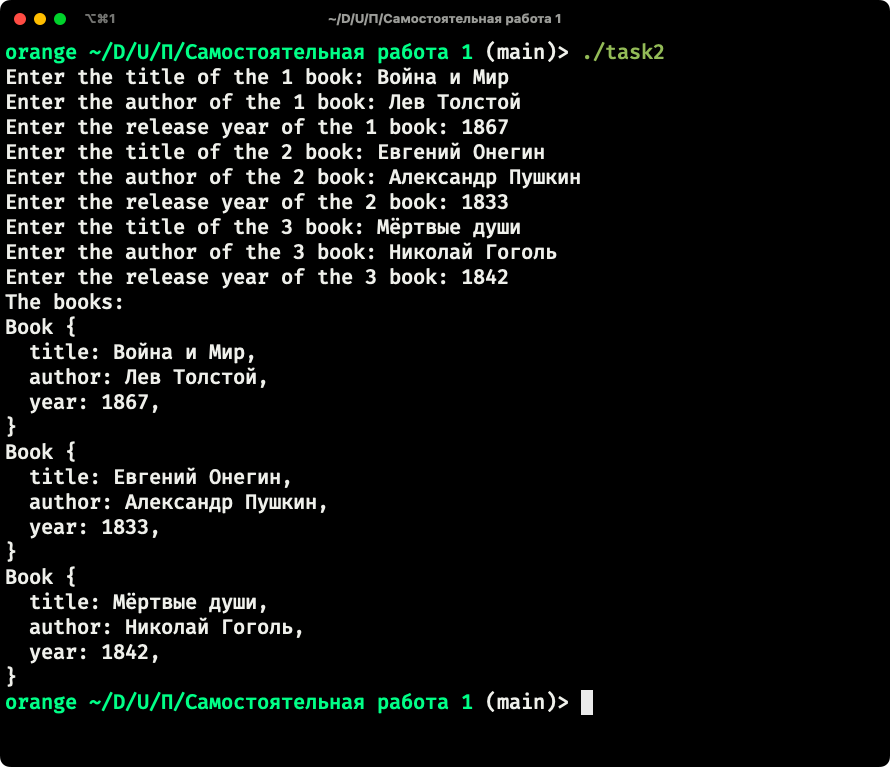 ⌥⌘1 ~/D/U/П/Самостоятельная работа 1
orange ~/D/U/П/Самостоятельная работа 1 (main)> ./task2
Enter the title of the 1 book: Война и Мир
Enter the author of the 1 book: Лев Толстой
Enter the release year of the 1 book: 1867
Enter the title of the 2 book: Евгений Онегин
Enter the author of the 2 book: Александр Пушкин
Enter the release year of the 2 book: 1833
Enter the title of the 3 book: Мёртвые души
Enter the author of the 3 book: Николай Гоголь
Enter the release year of the 3 book: 1842
The books:
Book {
  title: Война и Мир,
  author: Лев Толстой,
  year: 1867,
}
Book {
  title: Евгений Онегин,
  author: Александр Пушкин,
  year: 1833,
}
Book {
  title: Мёртвые души,
  author: Николай Гоголь,
  year: 1842,
}
orange ~/D/U/П/Самостоятельная работа 1 (main)>